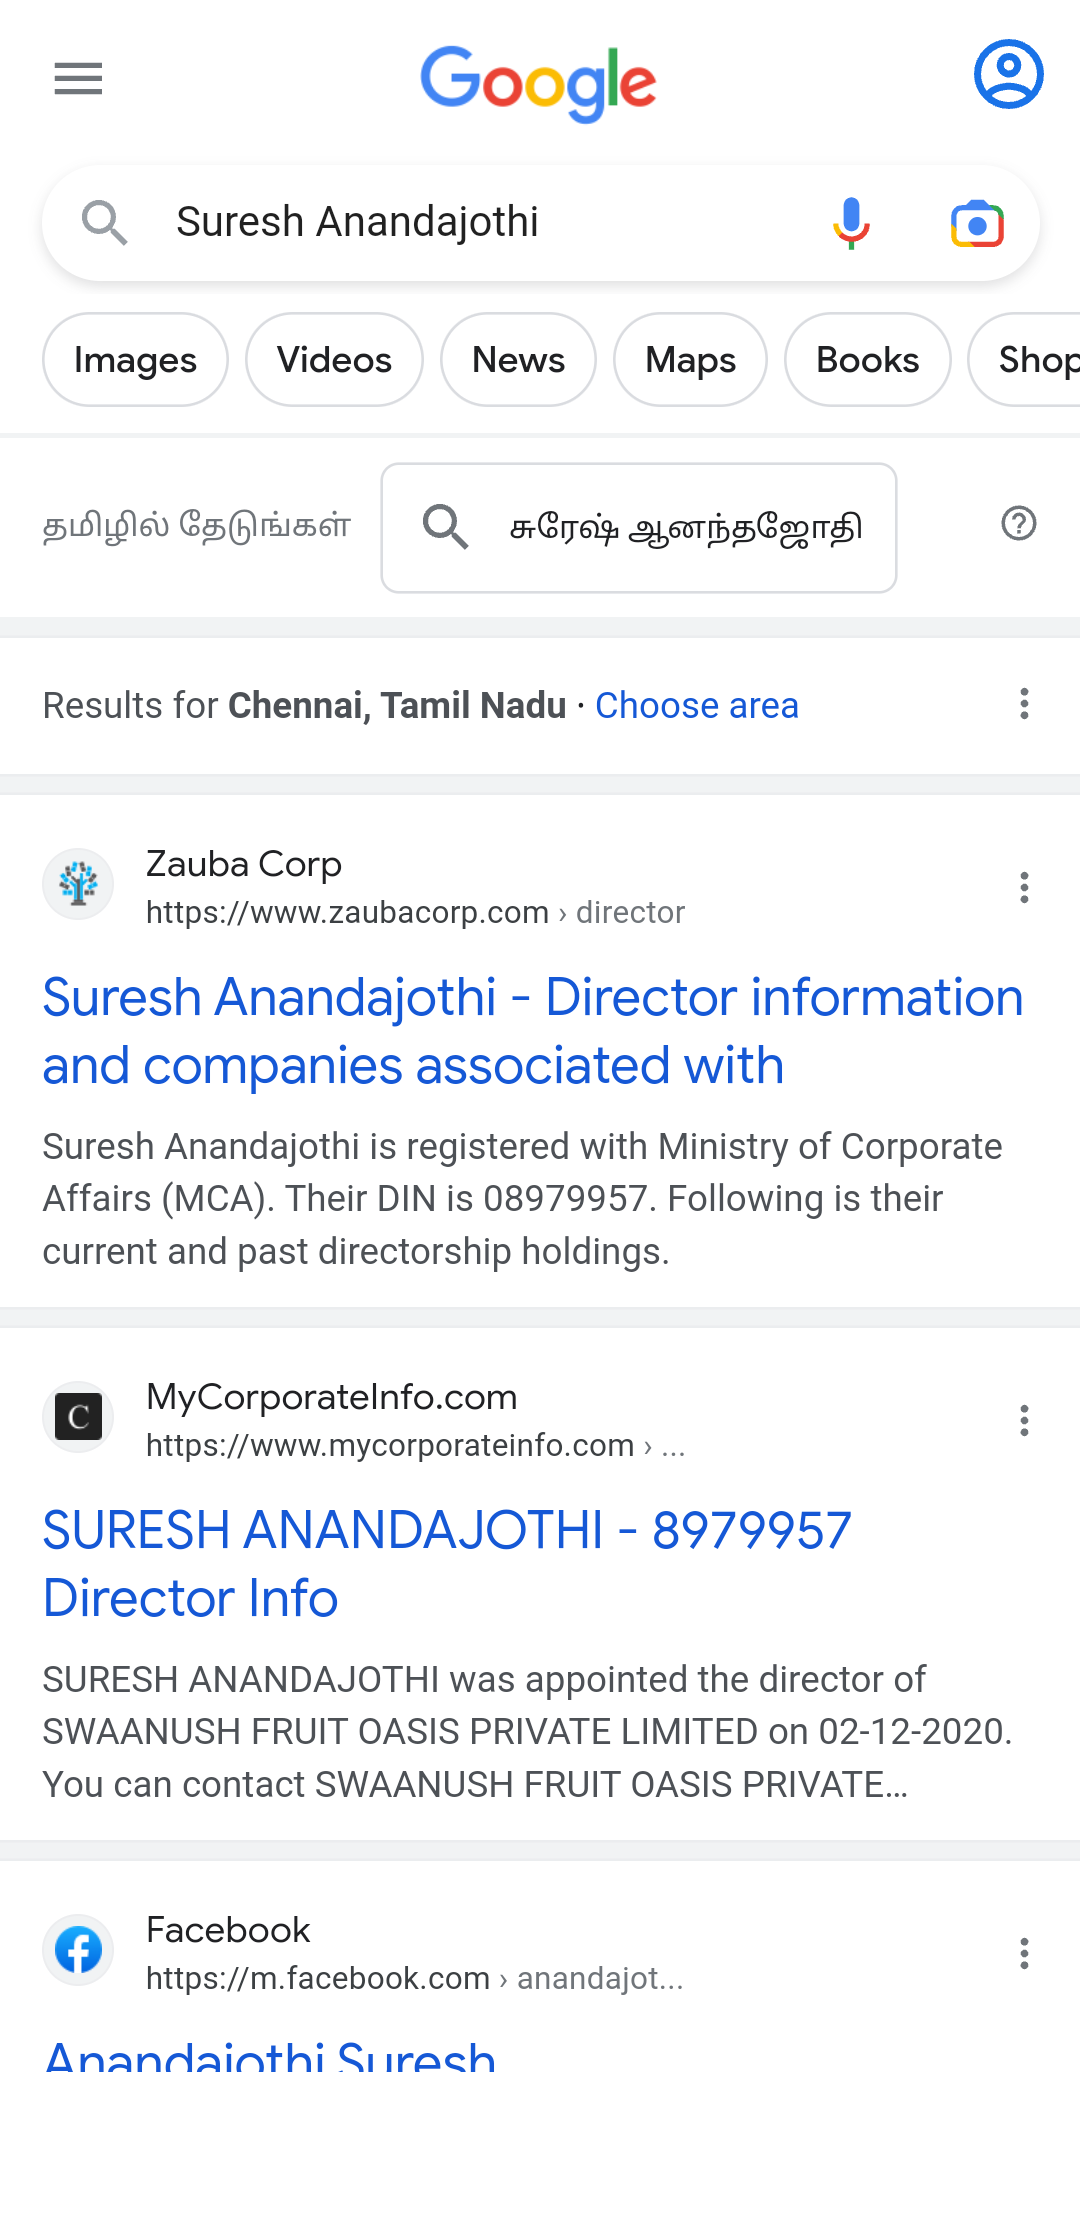 Google
Suresh Anandajothi
Images Videos News Maps Books Shop
தமிழில் தேடுங்கள் சுரேஷ் ஆனந்தஜோதி
Results for Chennai, Tamil Nadu · Choose area
Zauba Corp
https://www.zaubacorp.com › director
Suresh Anandajothi - Director information
and companies associated with
Suresh Anandajothi is registered with Ministry of Corporate
Affairs (MCA). Their DIN is 08979957. Following is their
current and past directorship holdings.
C
MyCorporateInfo.com
https://www.mycorporateinfo.com › ...
SURESH ANANDAJOTHI - 8979957
Director Info
SURESH ANANDAJOTHI was appointed the director of
SWAANUSH FRUIT OASIS PRIVATE LIMITED on 02-12-2020.
You can contact SWAANUSH FRUIT OASIS PRIVATE...
Facebook
https://m.facebook.com › anandajot...
Anandajothi Suresh